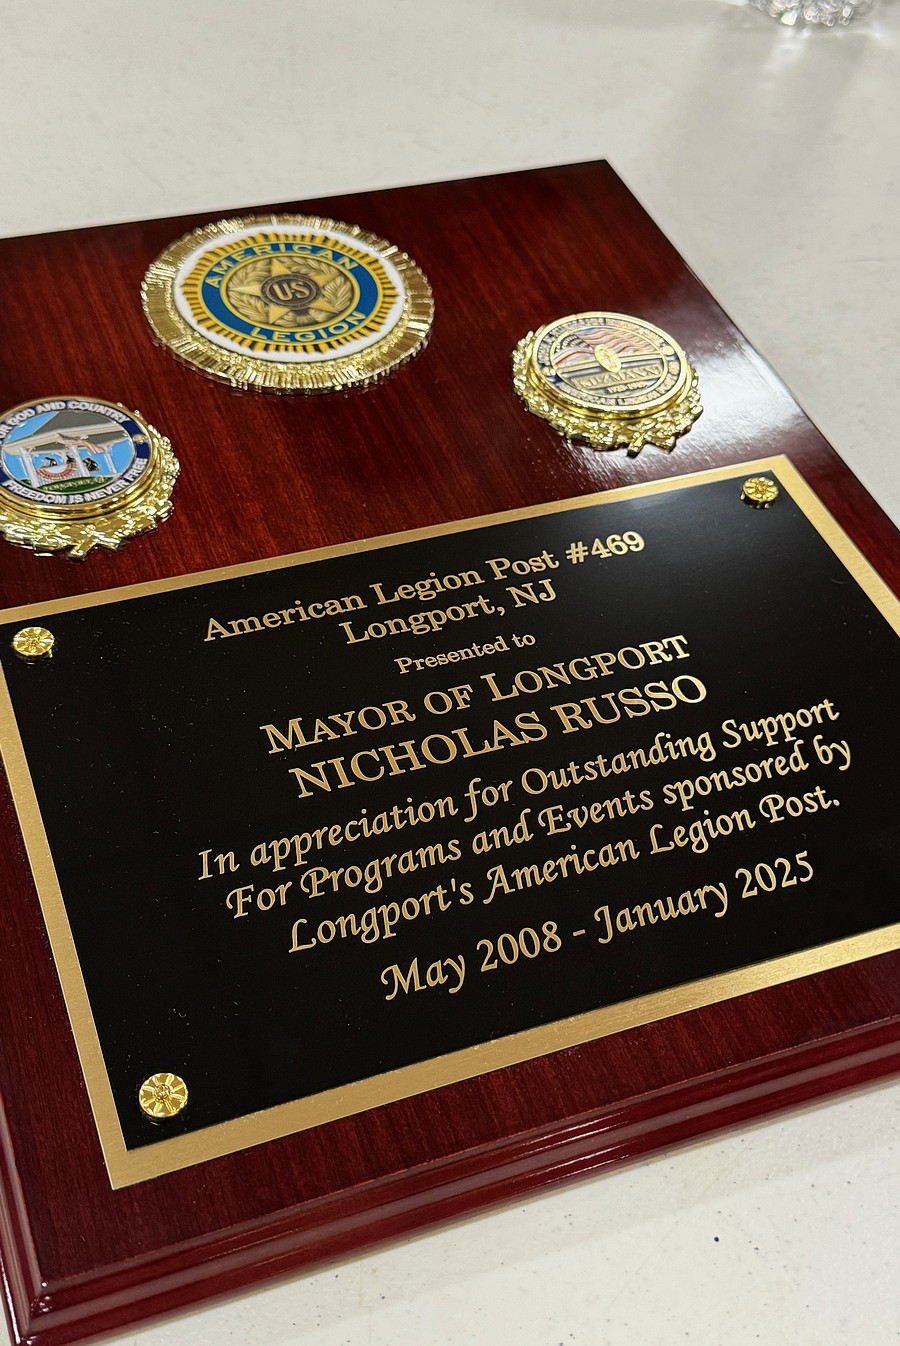 AMERICAN
US
LEGION
FOR GOD AND COUNTRY
FREEDOM IS NEVER FREE
American Legion Post #469
Longport, NJ
Presented to
MAYOR OF LONGPORT
NICHOLAS RUSSO
In appreciation for Outstanding Support
For Programs and Events sponsored by
Longport's American Legion Post.
May 2008 - January 2025